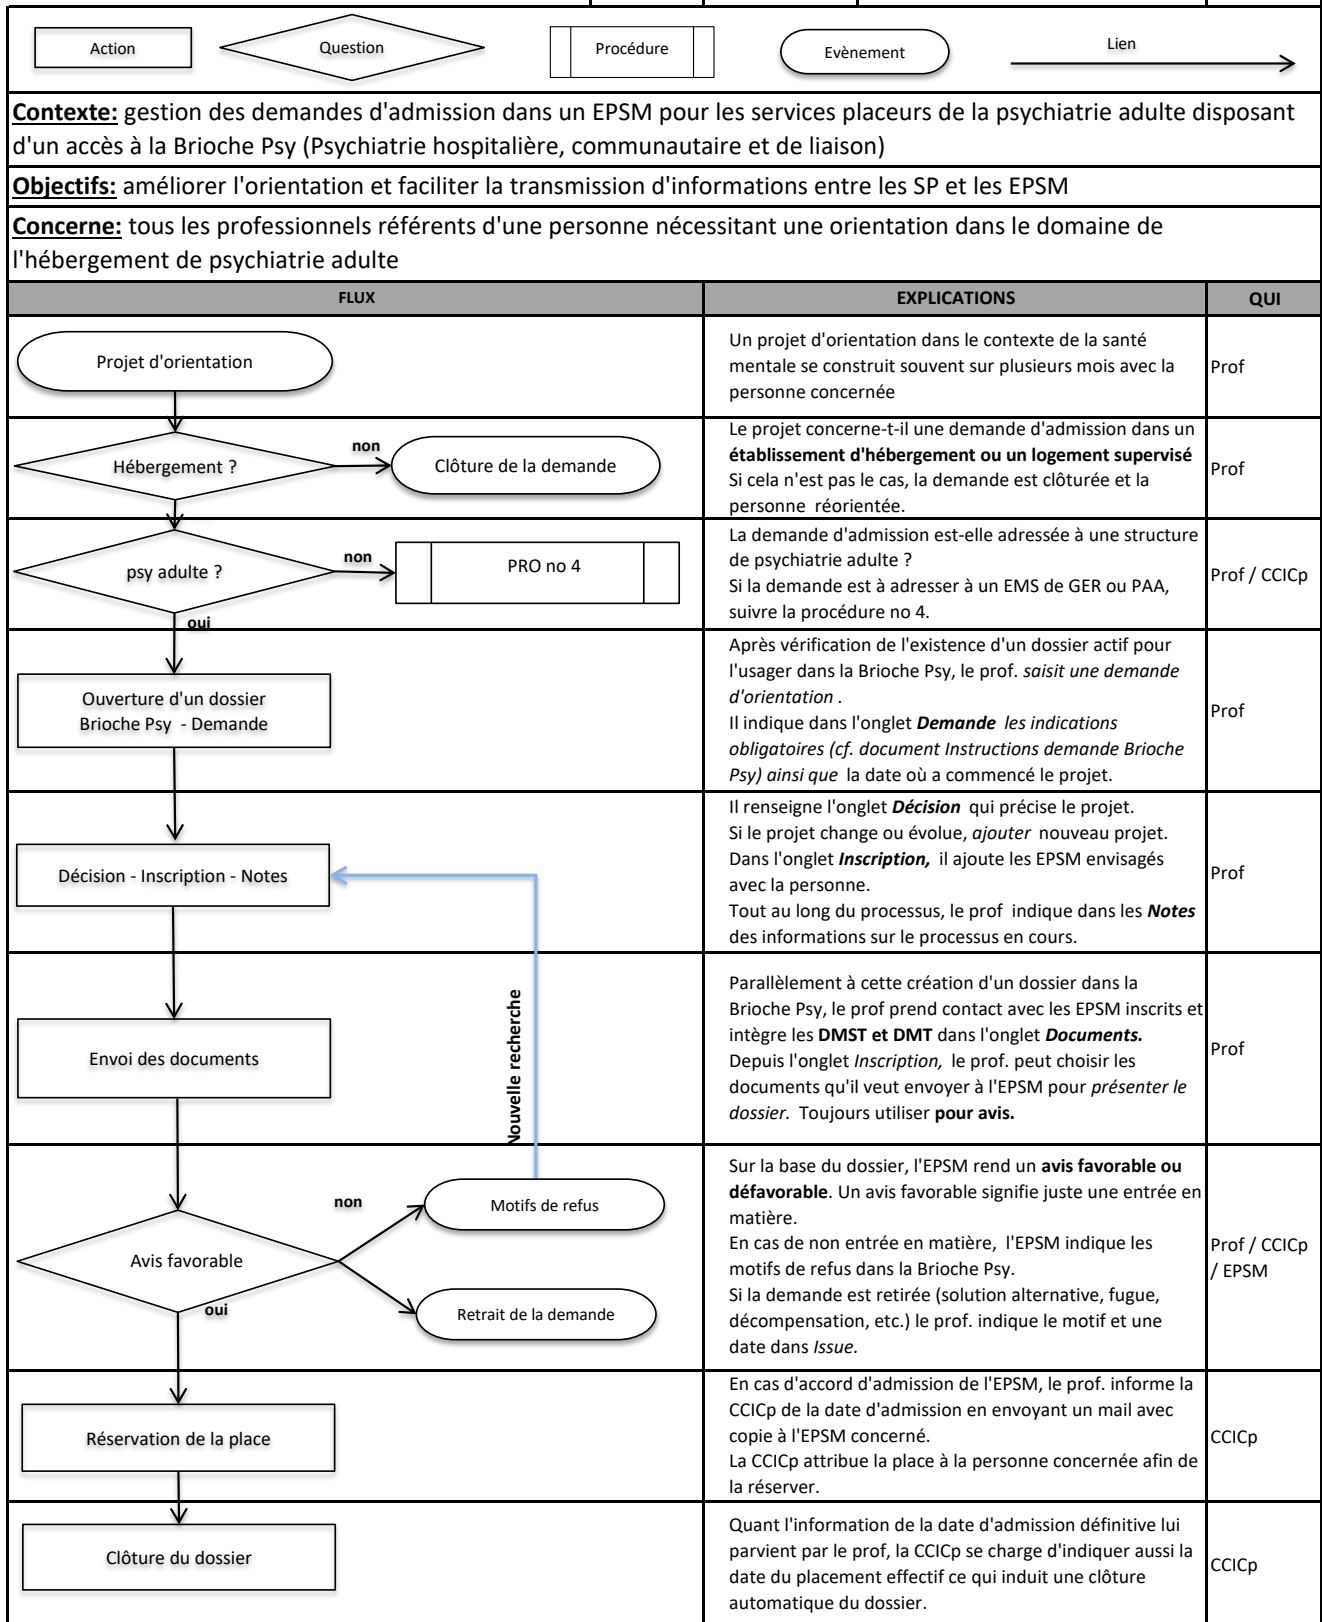 Action
Question
Procédure
Evènement
Lien
Contexte: gestion des demandes d'admission dans un EPSM pour les services placeurs de la psychiatrie adulte disposant
d'un accès à la Brioche Psy (Psychiatrie hospitalière, communautaire et de liaison)
Objectifs: améliorer l'orientation et faciliter la transmission d'informations entre les SP et les EPSM
Concerne: tous les professionnels référents d'une personne nécessitant une orientation dans le domaine de
l'hébergement de psychiatrie adulte
FLUX
EXPLICATIONS
QUI
Projet d'orientation
Un projet d'orientation dans le contexte de la santé
mentale se construit souvent sur plusieurs mois avec la
personne concernée
Prof
Hébergement ?
non
Clôture de la demande
Le projet concerne-t-il une demande d'admission dans un
établissement d'hébergement ou un logement supervisé
Si cela n'est pas le cas, la demande est clôturée et la
personne réorientée.
Prof
psy adulte ?
non
PRO no 4
oui
La demande d'admission est-elle adressée à une structure
de psychiatrie adulte ?
Si la demande est à adresser à un EMS de GER ou PAA,
suivre la procédure no 4.
Prof / CCICp
Ouverture d'un dossier
Brioche Psy - Demande
Après vérification de l'existence d'un dossier actif pour
l'usager dans la Brioche Psy, le prof. saisit une demande
d'orientation .
Il indique dans l'onglet Demande les indications
obligatoires (cf. document Instructions demande Brioche
Psy) ainsi que la date où a commencé le projet.
Prof
Décision - Inscription - Notes
Il renseigne l'onglet Décision qui précise le projet.
Si le projet change ou évolue, ajouter nouveau projet.
Dans l'onglet Inscription, il ajoute les EPSM envisagés
avec la personne.
Tout au long du processus, le prof indique dans les Notes
des informations sur le processus en cours.
Prof
Nouvelle recherche
Envoi des documents
Parallèlement à cette création d'un dossier dans la
Brioche Psy, le prof prend contact avec les EPSM inscrits et
intègre les DMST et DMT dans l'onglet Documents.
Depuis l'onglet Inscription, le prof. peut choisir les
documents qu'il veut envoyer à l'EPSM pour présenter le
dossier. Toujours utiliser pour avis.
Prof
Avis favorable
non
Motifs de refus
Retrait de la demande
oui
Sur la base du dossier, l'EPSM rend un avis favorable ou
défavorable. Un avis favorable signifie juste une entrée en
matière.
En cas de non entrée en matière, l'EPSM indique les
motifs de refus dans la Brioche Psy.
Si la demande est retirée (solution alternative, fugue,
décompensation, etc.) le prof. indique le motif et une
date dans Issue.
Prof / CCICp
/ EPSM
Réservation de la place
En cas d'accord d'admission de l'EPSM, le prof. informe la
CCICp de la date d'admission en envoyant un mail avec
copie à l'EPSM concerné.
La CCICp attribue la place à la personne concernée afin de
la réserver.
CCICp
Clôture du dossier
Quant l'information de la date d'admission définitive lui
parvient par le prof, la CCICp se charge d'indiquer aussi la
date du placement effectif ce qui induit une clôture
automatique du dossier.
CCICp